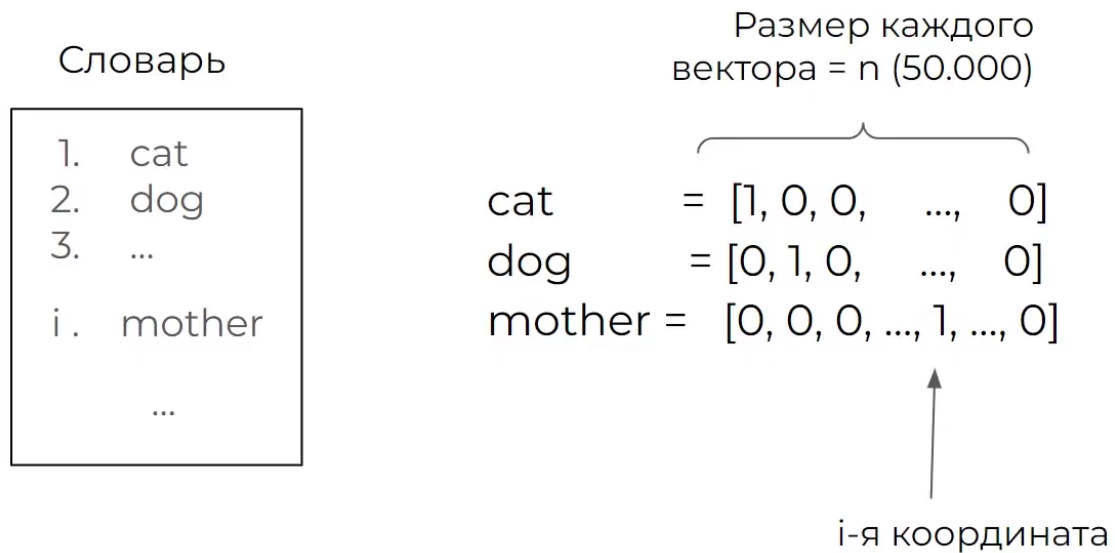 Словарь
1. cat
2. dog
3. ...
i . mother
...
Размер каждого
вектора = n (50.000)
cat = [1, 0, 0, ..., 0]
dog = [0, 1, 0, ..., 0]
mother = [0, 0, 0, ..., 1, ..., 0]
i-я координата